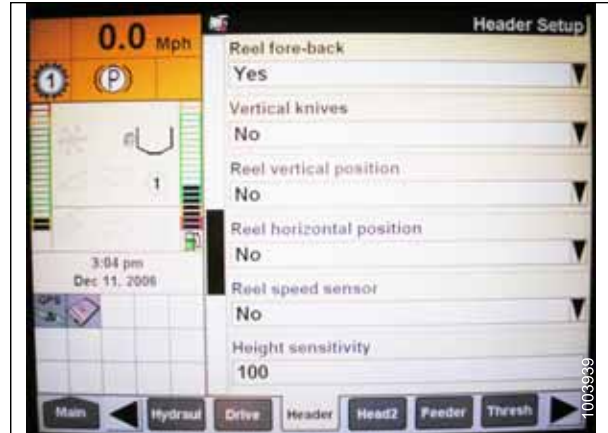 0.0 Mph
Header Setup
1
P
Reel fore-back
Yes
Vertical knives
No
Reel vertical position
No
1
Reel horizontal position
No
3:04 pm
Dec 11, 2006
Reel speed sensor
No
GPS
Height sensitivity
100
Main
Hydraul
Drive
Header
Head2
Feeder
Thresh
1003939